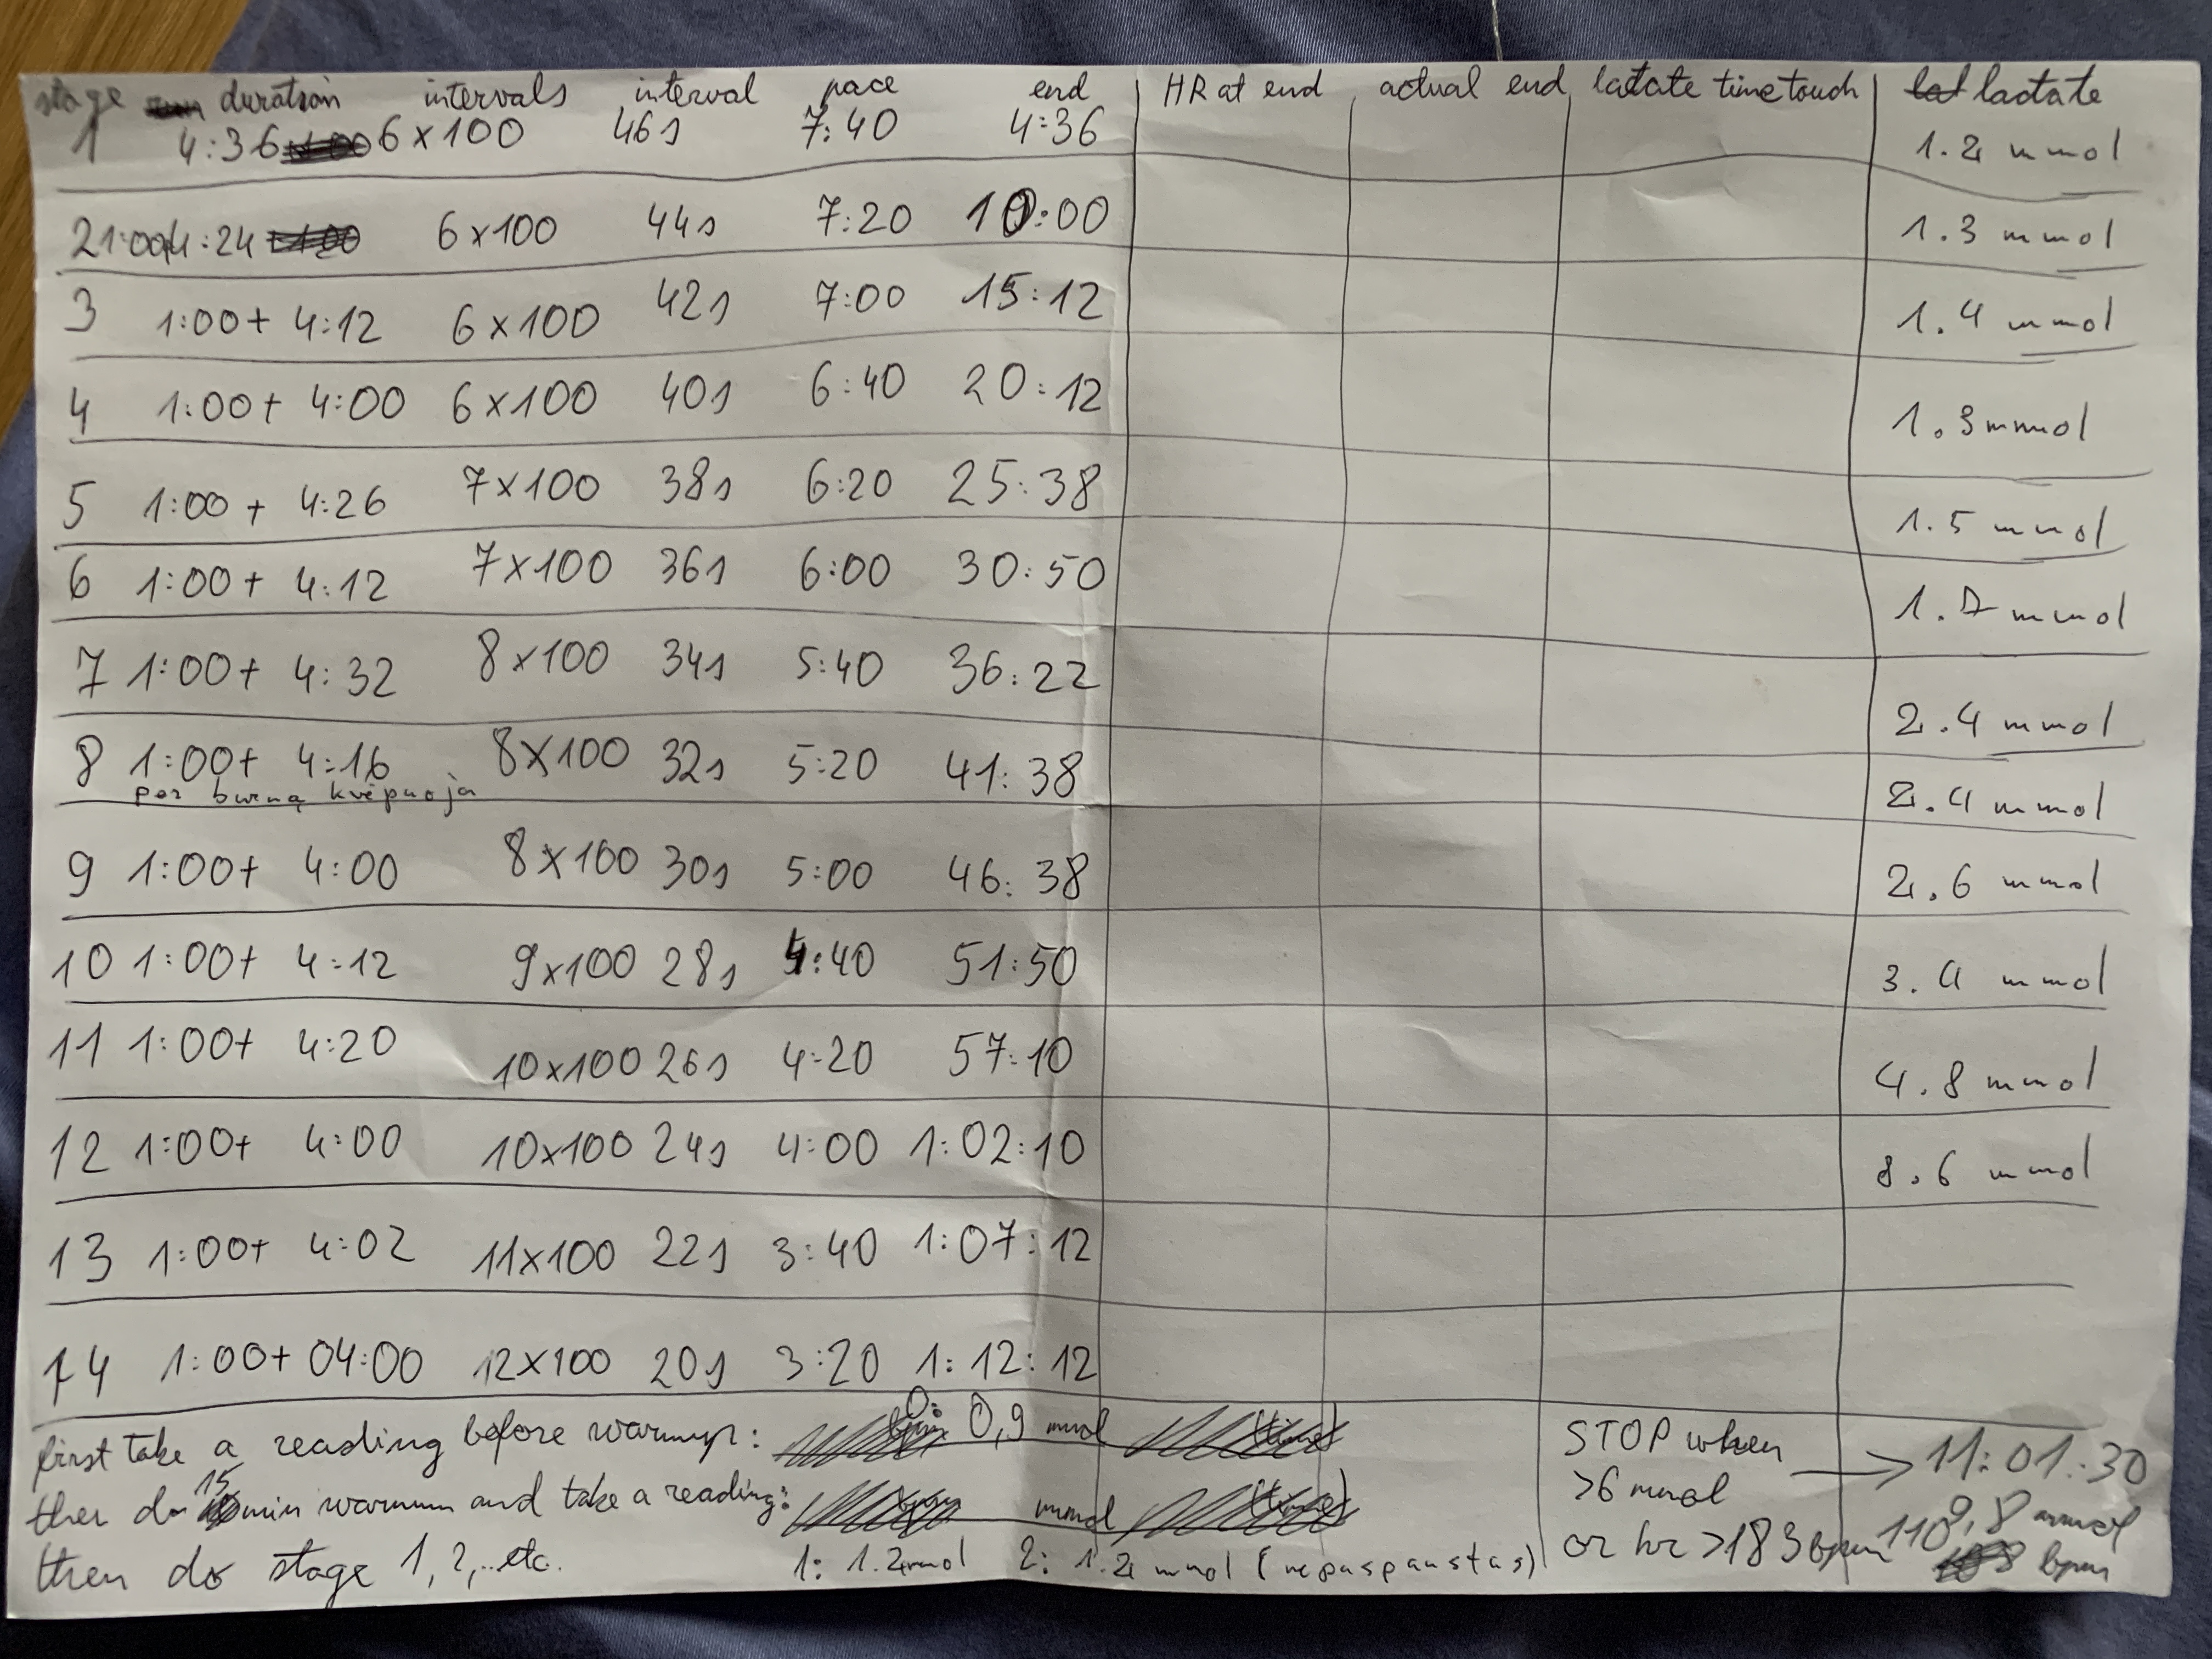 stage duration intervals interval pace end HR at end actual end lactate time touch lactate
1 4:36 6x100 46s 7:40 4:36 1.2 mmol
2 1:00+4:24 6x100 44s 7:20 10:00 1.3 mmol
3 1:00+ 4:12 6x100 42s 7:00 15:12 1.4 mmol
4 1:00+ 4:00 6x100 40s 6:40 20:12 1.3 mmol
5 1:00+ 4:26 7x100 38s 6:20 25:38 1.5 mmol
6 1:00+ 4:12 7x100 36s 6:00 30:50 1.7 mmol
7 1:00+ 4:32 8x100 34s 5:40 36:22 2.4 mmol
8 1:00+ 4:16 8x100 32s 5:20 41:38 2.4 mmol
per burną kvėpuoja
9 1:00+ 4:00 8x100 30s 5:00 46:38 2.6 mmol
10 1:00+ 4:12 9x100 28s 4:40 51:50 3.4 mmol
11 1:00+ 4:20 10x100 26s 4:20 57:10 4.8 mmol
12 1:00+ 4:00 10x100 24s 4:00 1:02:10 8.6 mmol
13 1:00+ 4:02 11x100 22s 3:40 1:07:12
14 1:00+ 04:00 12x100 20s 3:20 1:12:12
first take a reading before warmup: 0: 0,9 mmol STOP when → 11:01:30
then do 15 min warmup and take a reading: mmol >6 mmol 8,8 mmol
then do stage 1, 2,...etc. 1: 1.2 mmol 2: 1.2 mmol (nepaspaustas) or hr >183bpm bpm